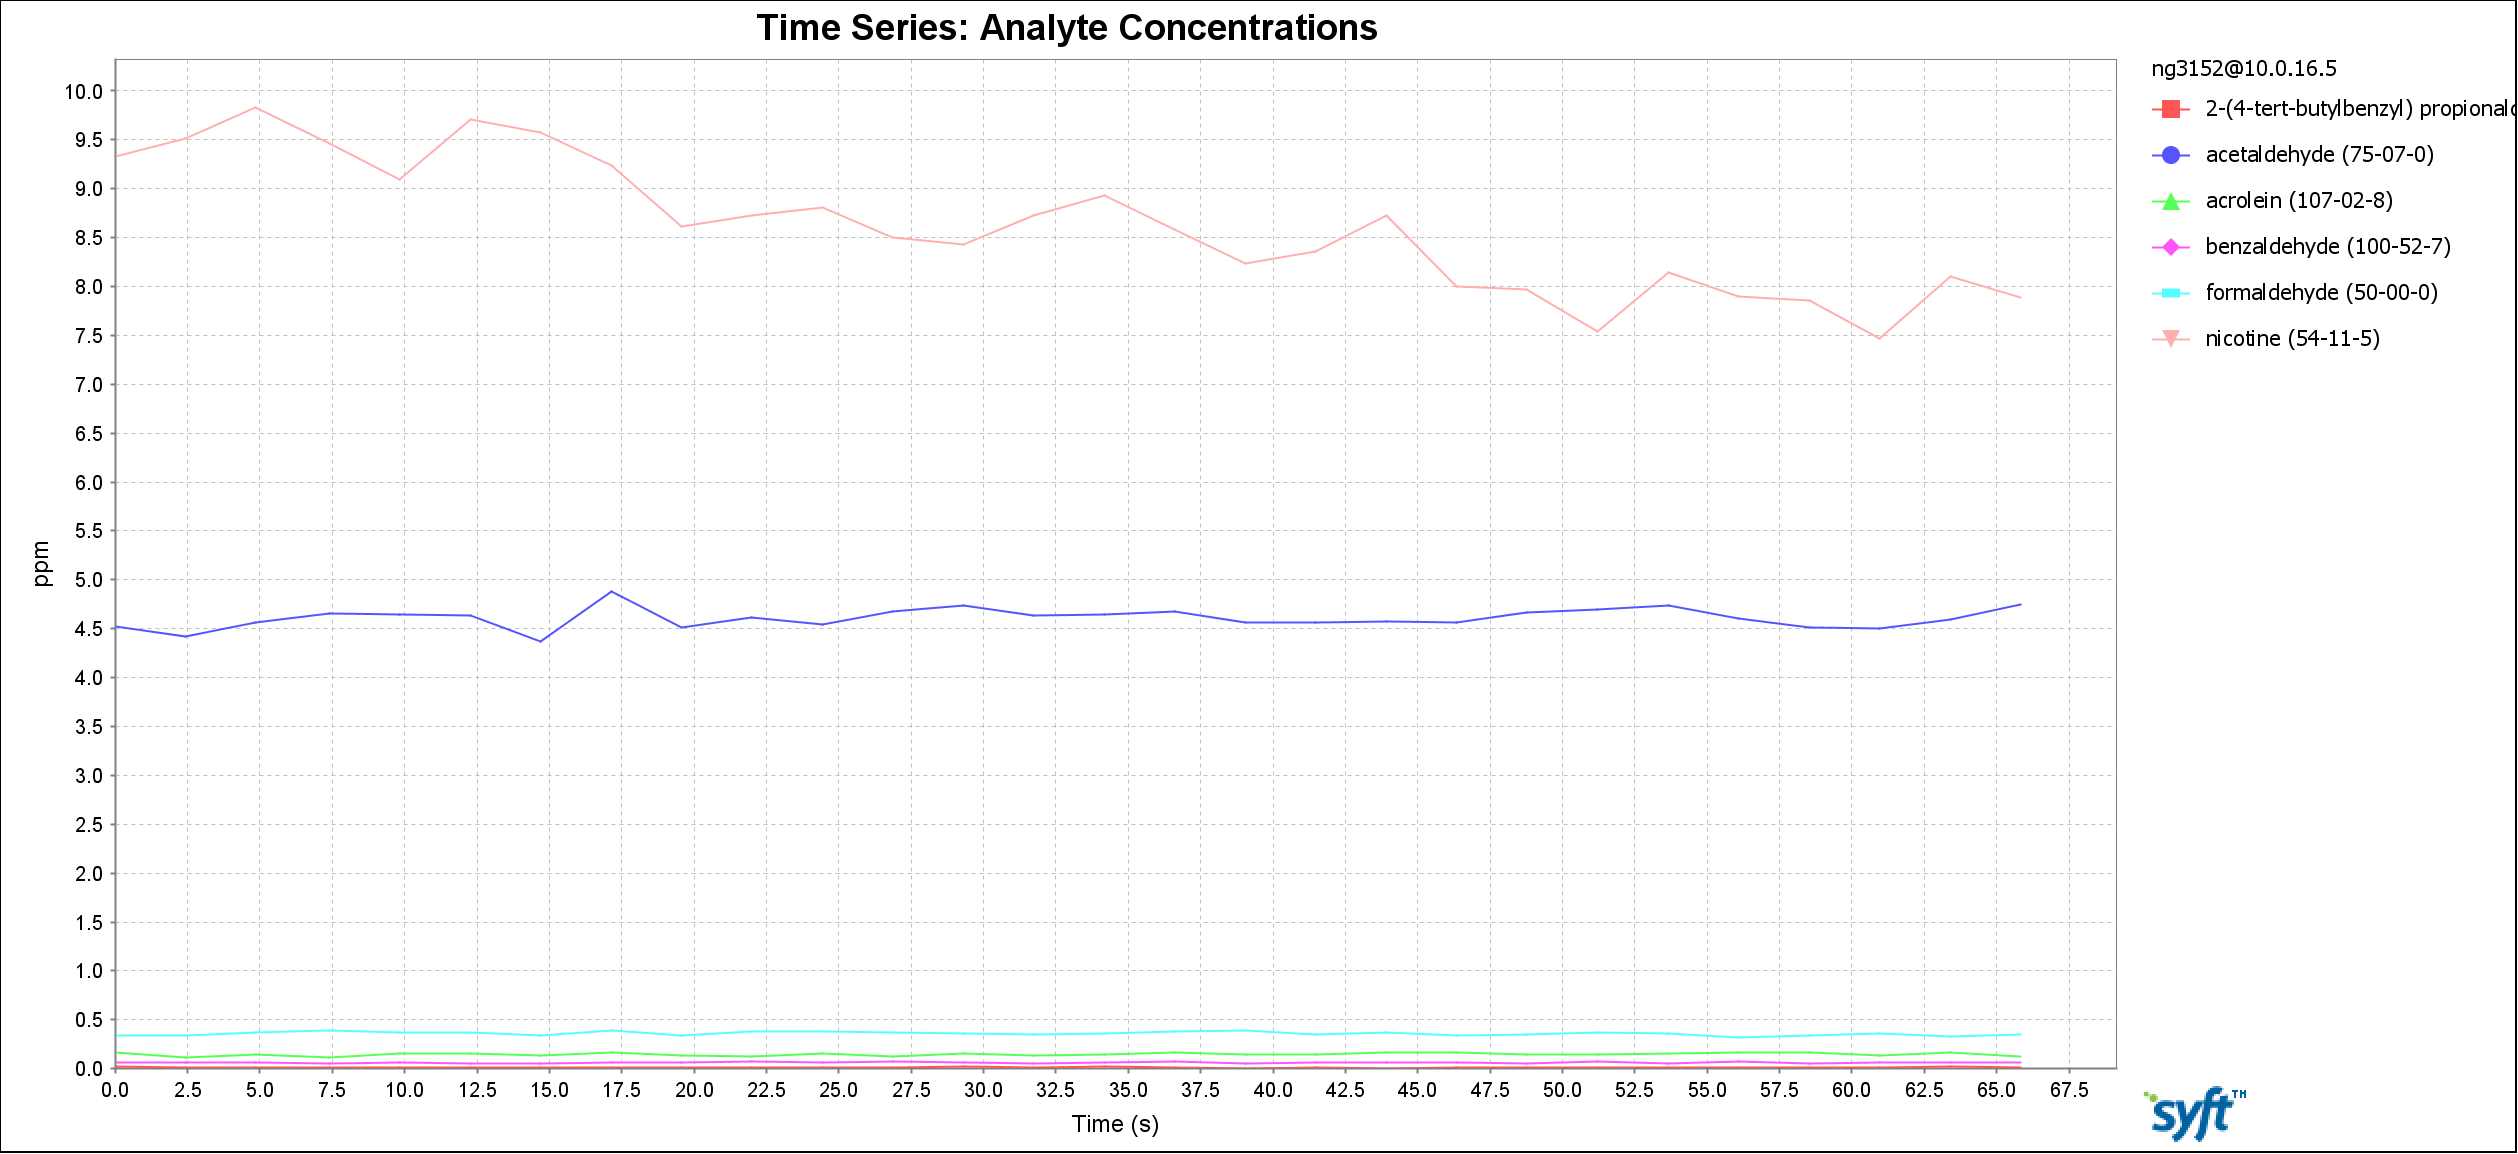 Time Series: Analyte Concentrations
ng3152@10.0.16.5
2-(4-tert-butylbenzyl)
acetaldehyde (75-07-0)
acrolein (107-02-8)
benzaldehyde (100-52-7)
formaldehyde (50-00-0)
nicotine (54-11-5)
10.0
9.5
9.0
8.5
8.0
7.5
7.0
6.5
6.0
5.5
5.0
4.5
4.0
3.5
3.0
2.5
2.0
1.5
1.0
0.5
0.0
ppm
0.0 2.5 5.0 7.5 10.0 12.5 15.0 17.5 20.0 22.5 25.0 27.5 30.0 32.5 35.0 37.5 40.0 42.5 45.0 47.5 50.0 52.5 55.0 57.5 60.0 62.5 65.0 67.5
Time (s)
syft™